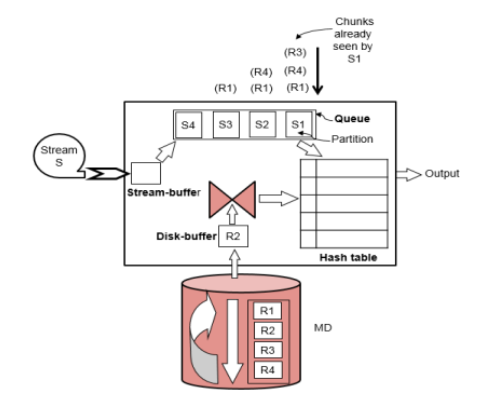 Chunks
already
seen by
S1
(R3)
(R4) (R4)
(R1) (R1) (R1)
Queue
S4 S3 S2 S1
Partition
Stream
S
Stream-buffer
Output
Disk-buffer R2
Hash table
R1
R2
R3
R4
MD